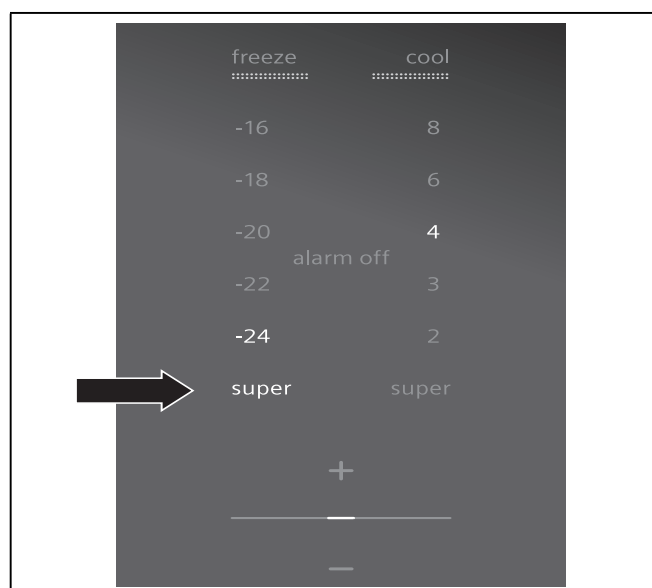 freeze cool
-16 8
-18 6
-20 4
alarm off
-22 3
-24 2
super super
+
−